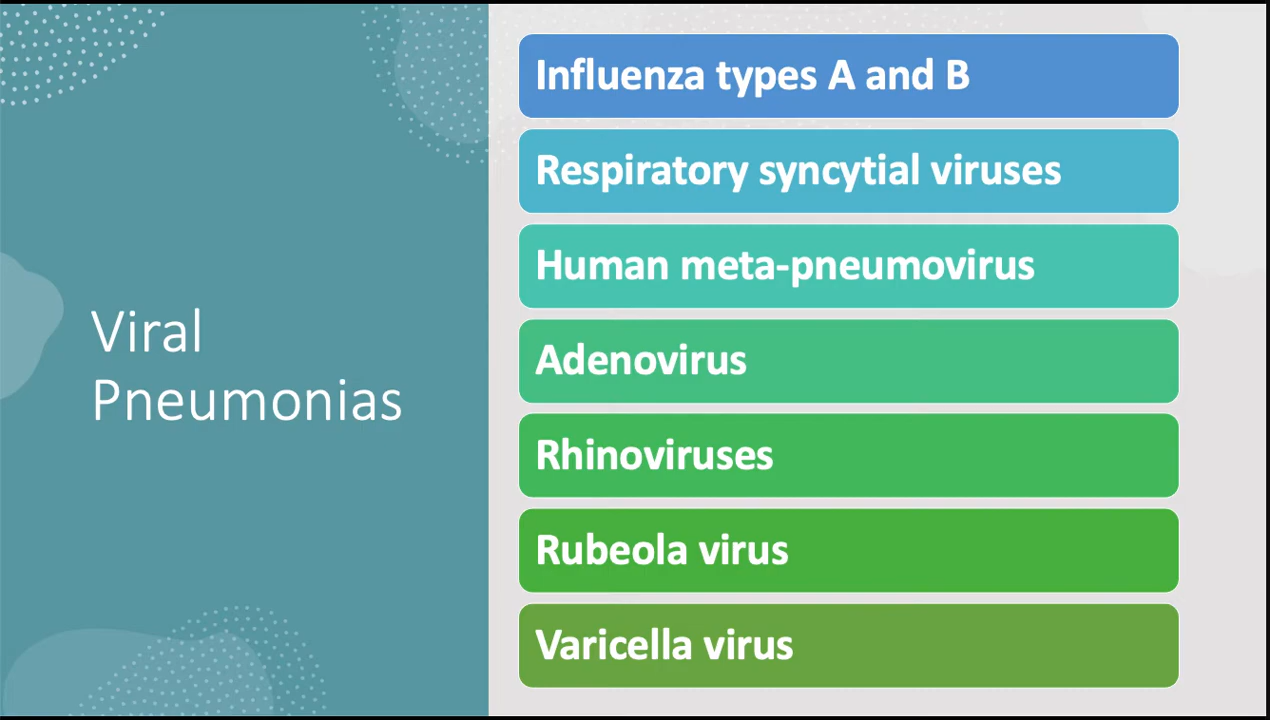 Viral
Pneumonias
Influenza types A and B
Respiratory syncytial viruses
Human meta-pneumovirus
Adenovirus
Rhinoviruses
Rubeola virus
Varicella virus